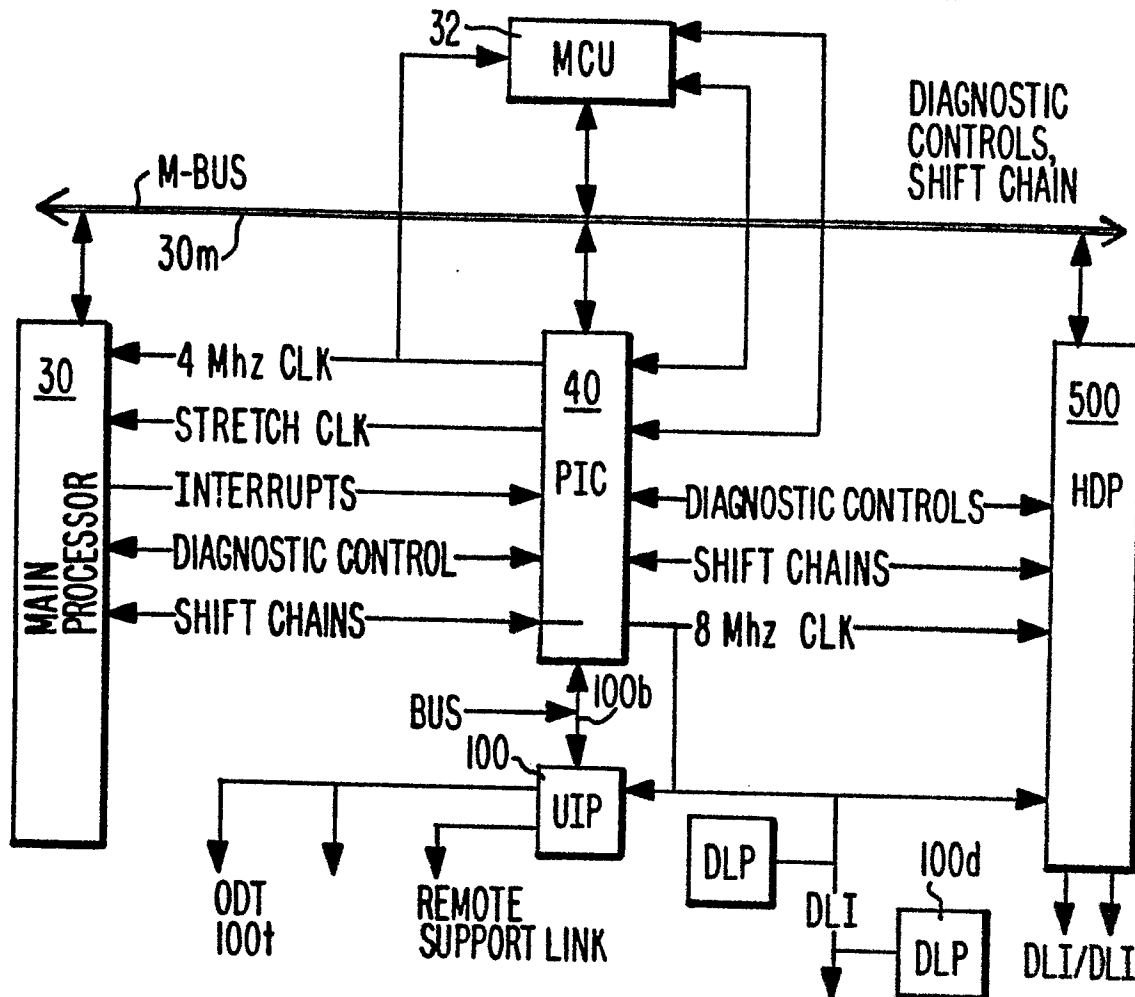 32
MCU
DIAGNOSTIC
CONTROLS,
SHIFT CHAIN
M-BUS
30m
30
MAIN
PROCESSOR
4 Mhz CLK
STRETCH CLK
INTERRUPTS
DIAGNOSTIC CONTROL
SHIFT CHAINS
40
PIC
DIAGNOSTIC CONTROLS
SHIFT CHAINS
8 Mhz CLK
500
HDP
BUS
100b
100
UIP
ODT
100t
REMOTE
SUPPORT LINK
DLP
DLI
100d
DLP
DLI/DLI